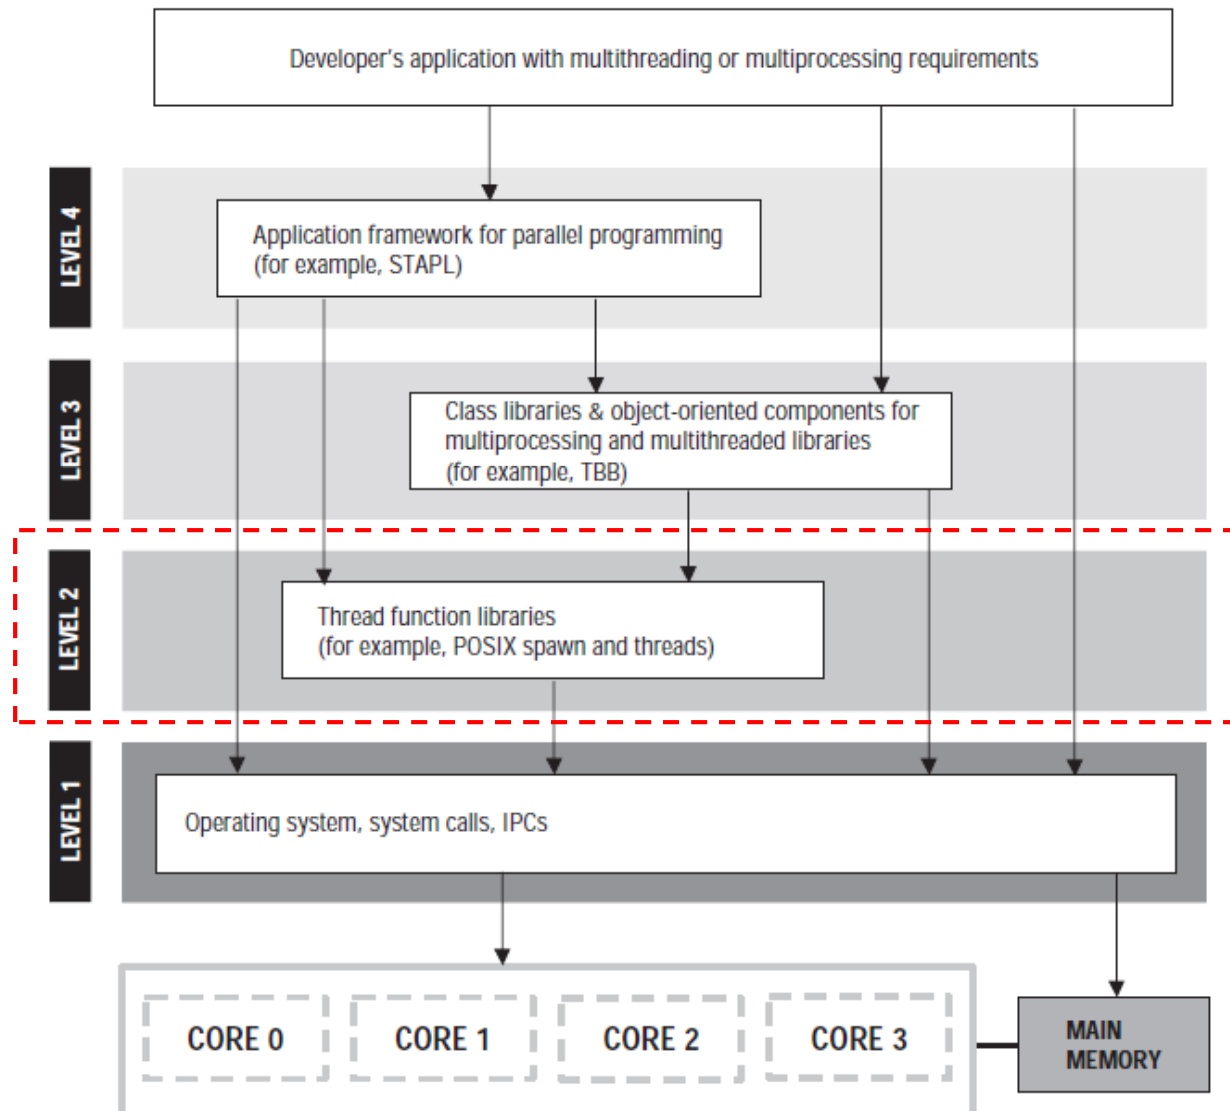 Developer's application with multithreading or multiprocessing requirements
LEVEL 4
Application framework for parallel programming
(for example, STAPL)
LEVEL 3
Class libraries & object-oriented components for
multiprocessing and multithreaded libraries
(for example, TBB)
LEVEL 2
Thread function libraries
(for example, POSIX spawn and threads)
LEVEL 1
Operating system, system calls, IPCs
CORE 0
CORE 1
CORE 2
CORE 3
MAIN
MEMORY